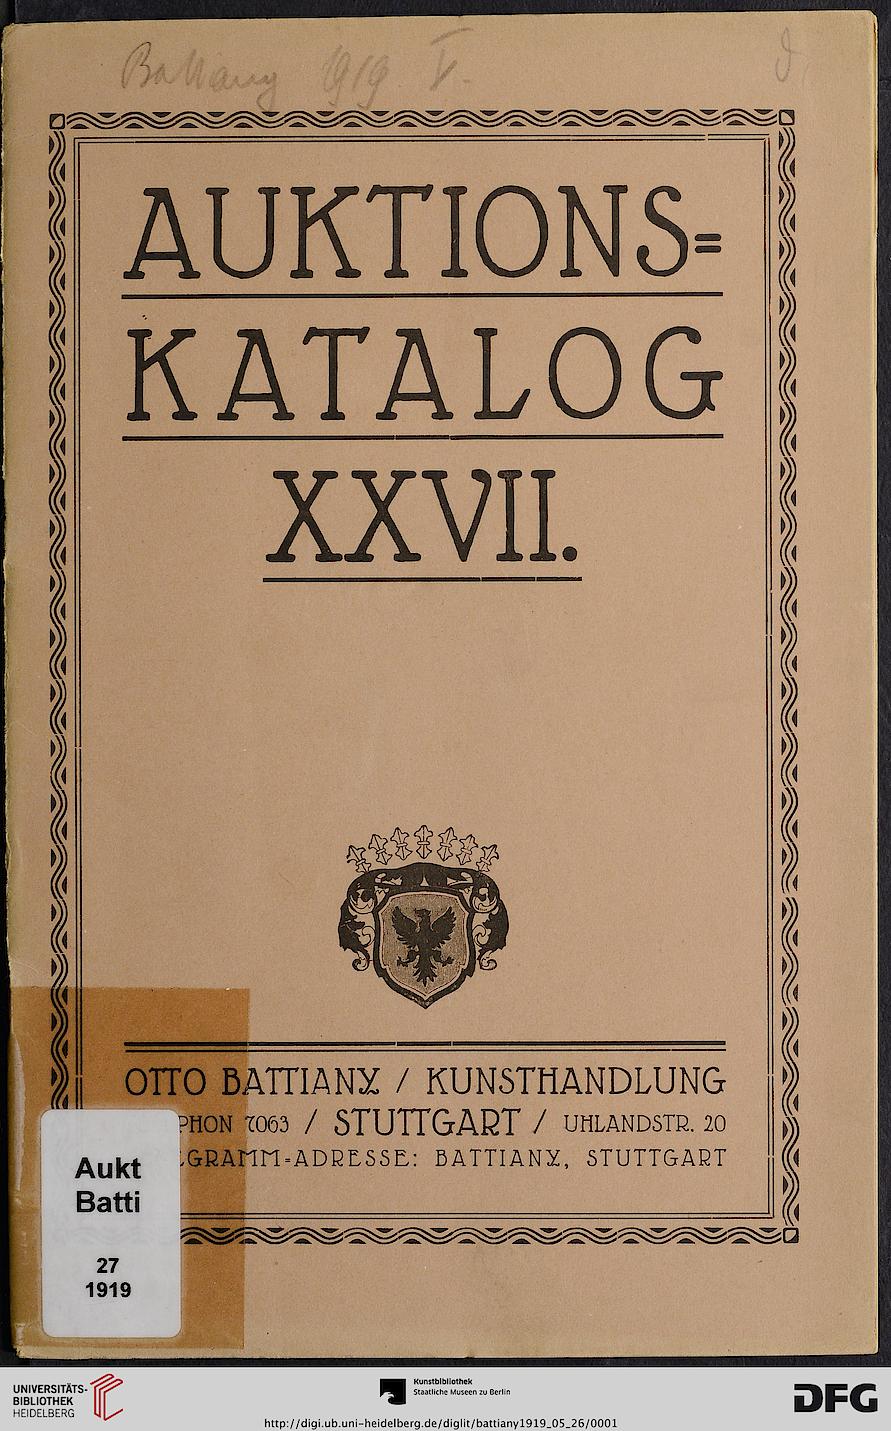 Battiany 1919 V.
AUKTIONS=
KATALOG
XXVII.
OTTO BATTIANY / KUNSTHANDLUNG
PHON 7063 / STUTTGART / UHLANDSTR. 20
EGRAMM=ADRESSE: BATTIANY, STUTTGART
Aukt
Batti
27
1919
UNIVERSITÄTS-
BIBLIOTHEK
HEIDELBERG
Kunstbibliothek
Staatliche Museen zu Berlin
DFG
http://digi.ub.uni-heidelberg.de/diglit/battiany1919_05_26/0001